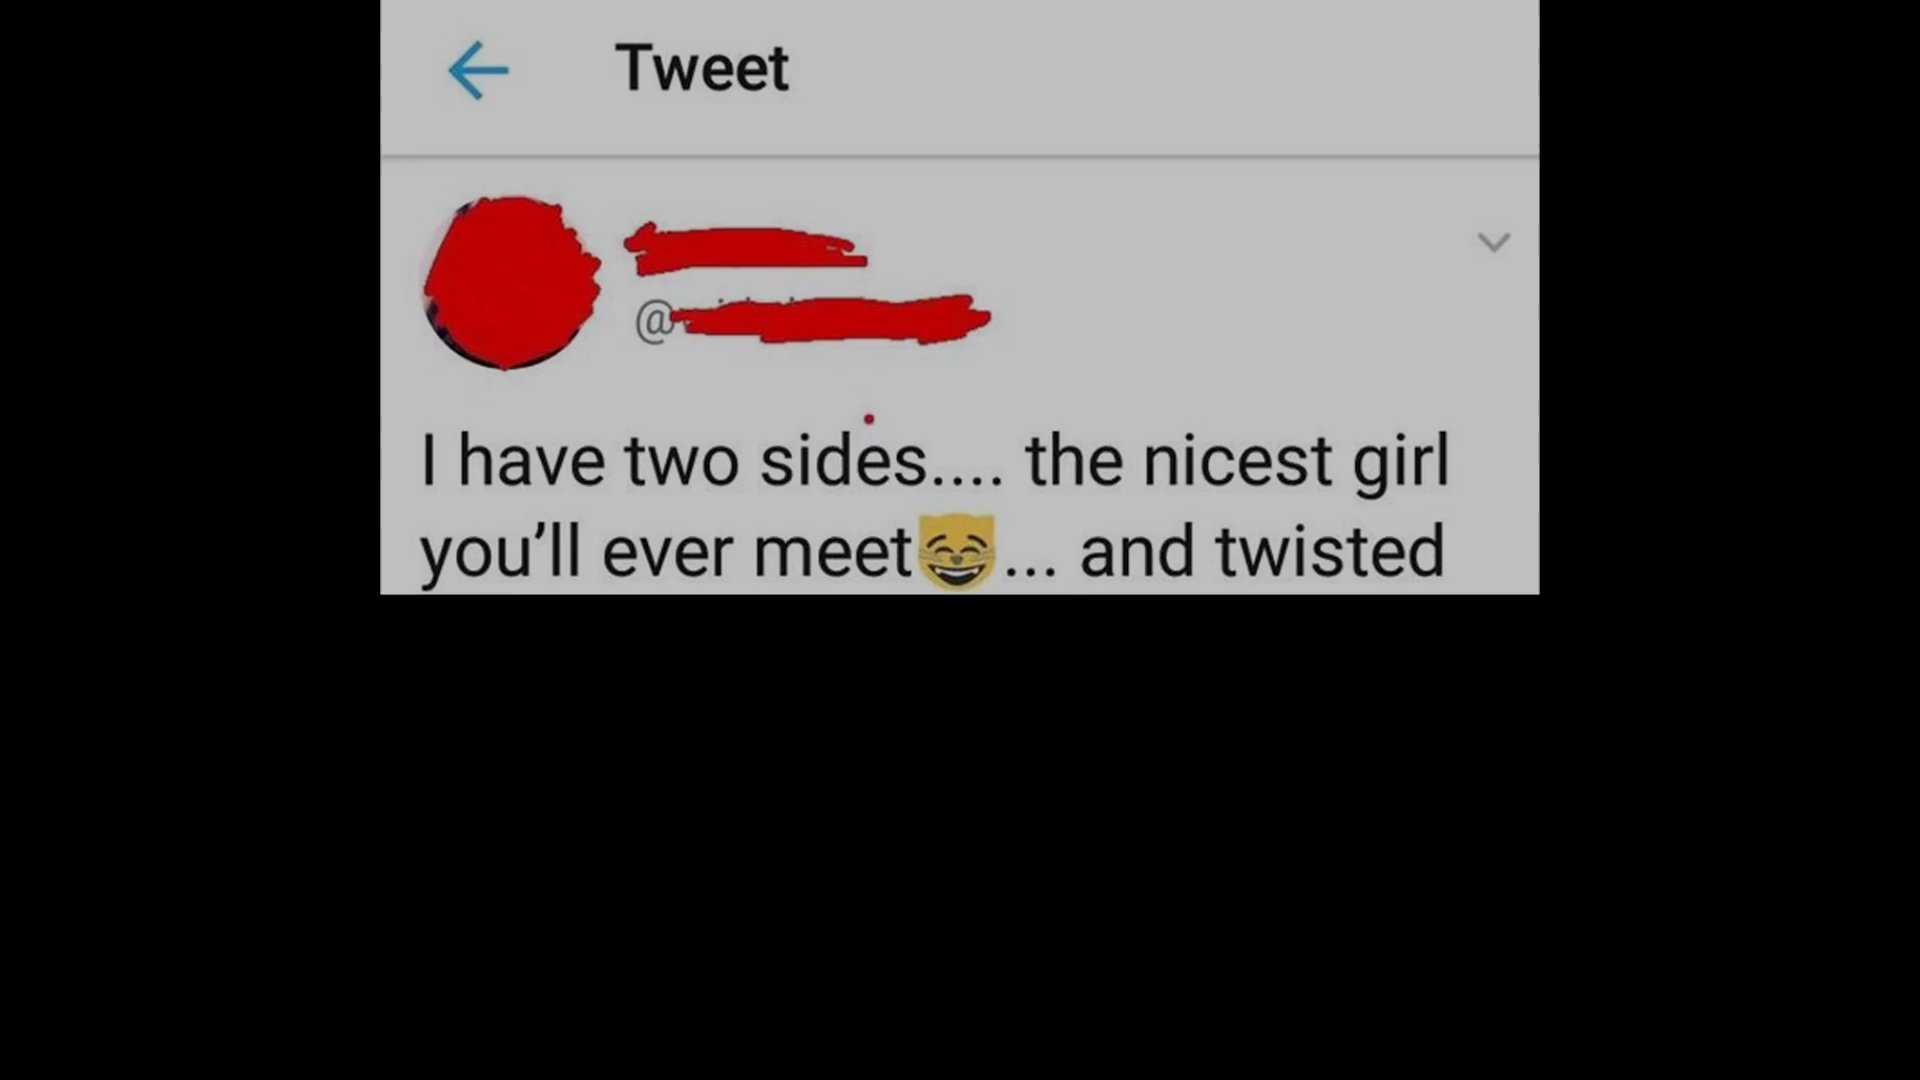 Tweet
@
I have two sides.... the nicest girl
you’ll ever meet😸... and twisted